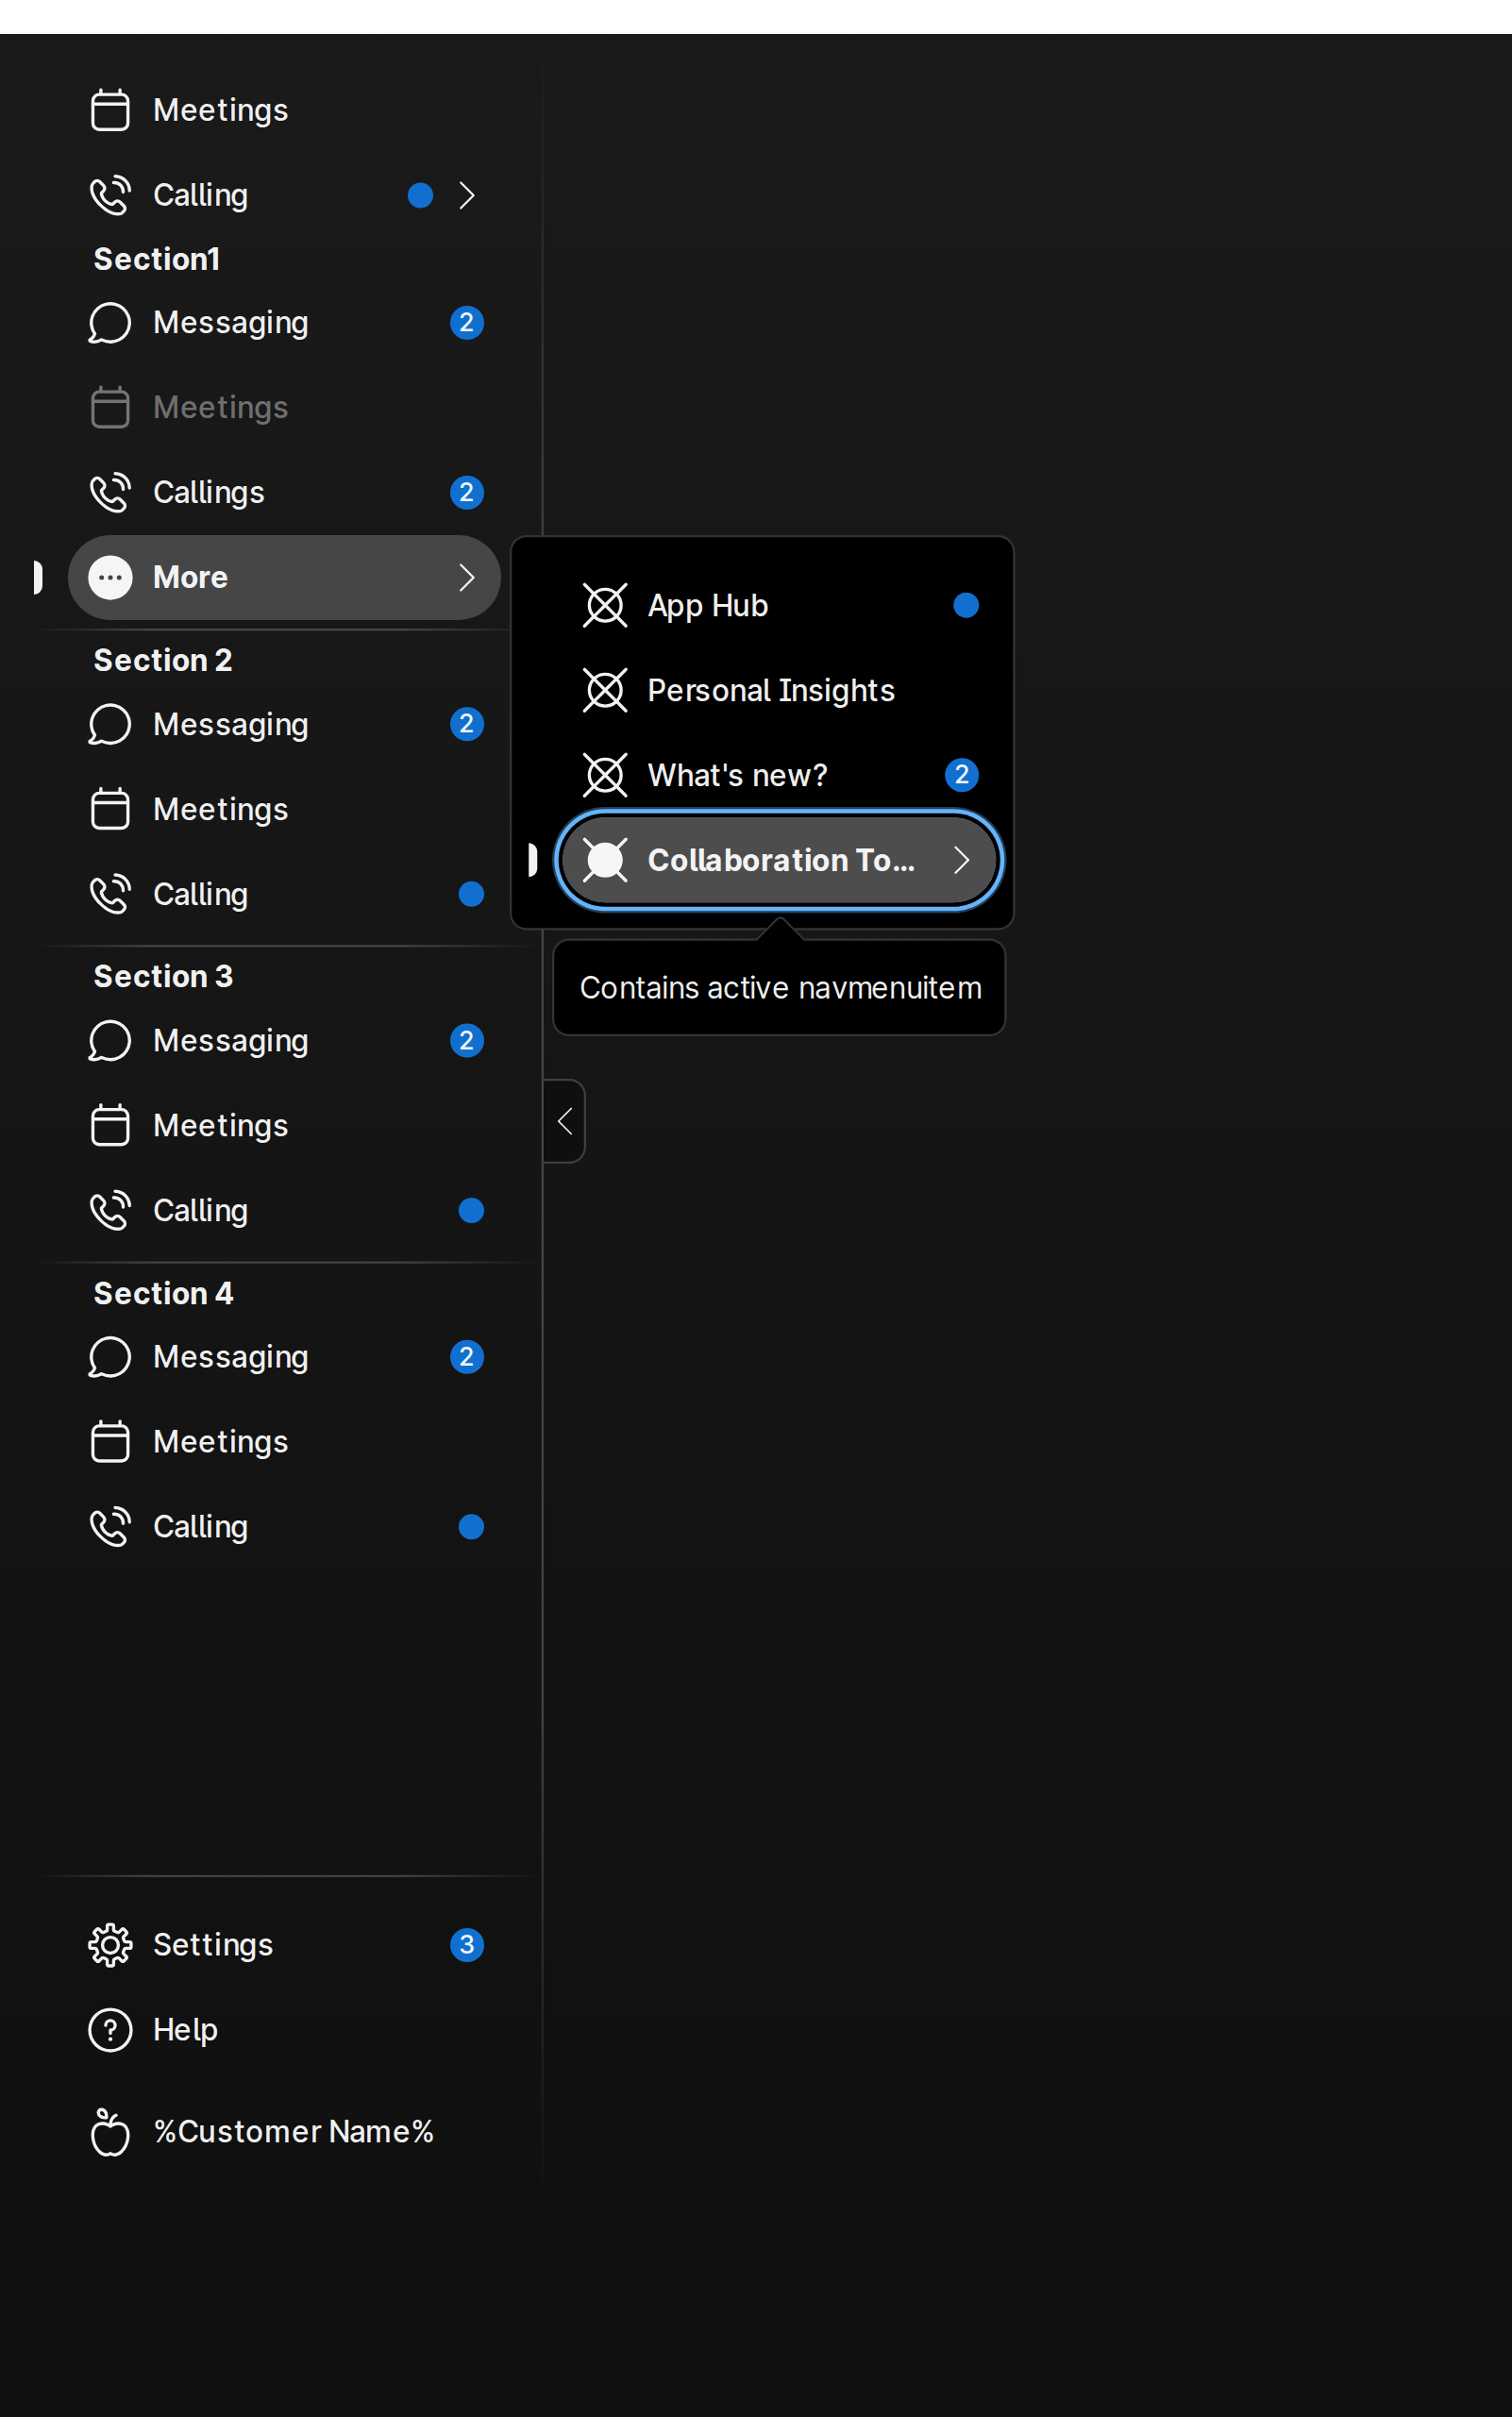 Meetings
Calling
Section1
Messaging 2
Meetings
Callings 2
More
App Hub
Personal Insights
What's new? 2
Collaboration To...
Contains active navmenuitem
Section 2
Messaging 2
Meetings
Calling
Section 3
Messaging 2
Meetings
Calling
Section 4
Messaging 2
Meetings
Calling
Settings 3
Help
%Customer Name%